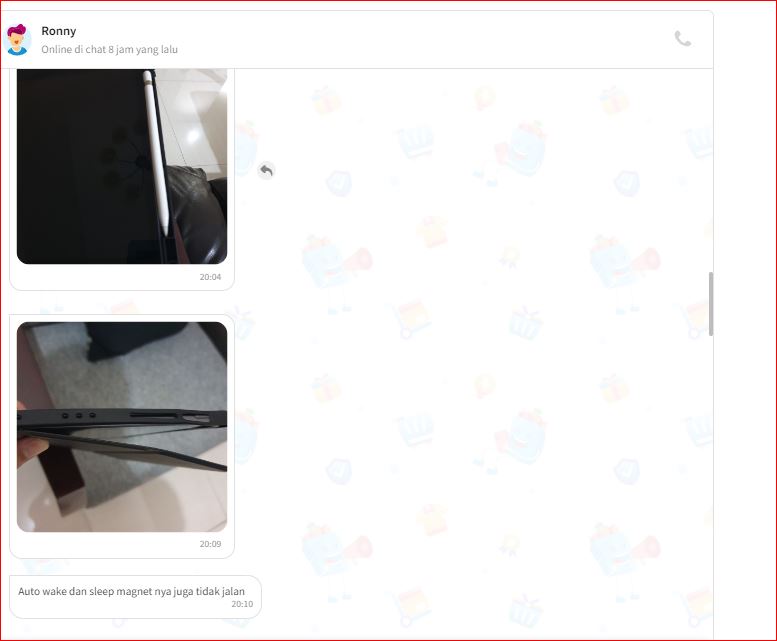 Ronny
Online di chat 8 jam yang lalu
20:04
20:09
Auto wake dan sleep magnet nya juga tidak jalan
20:10